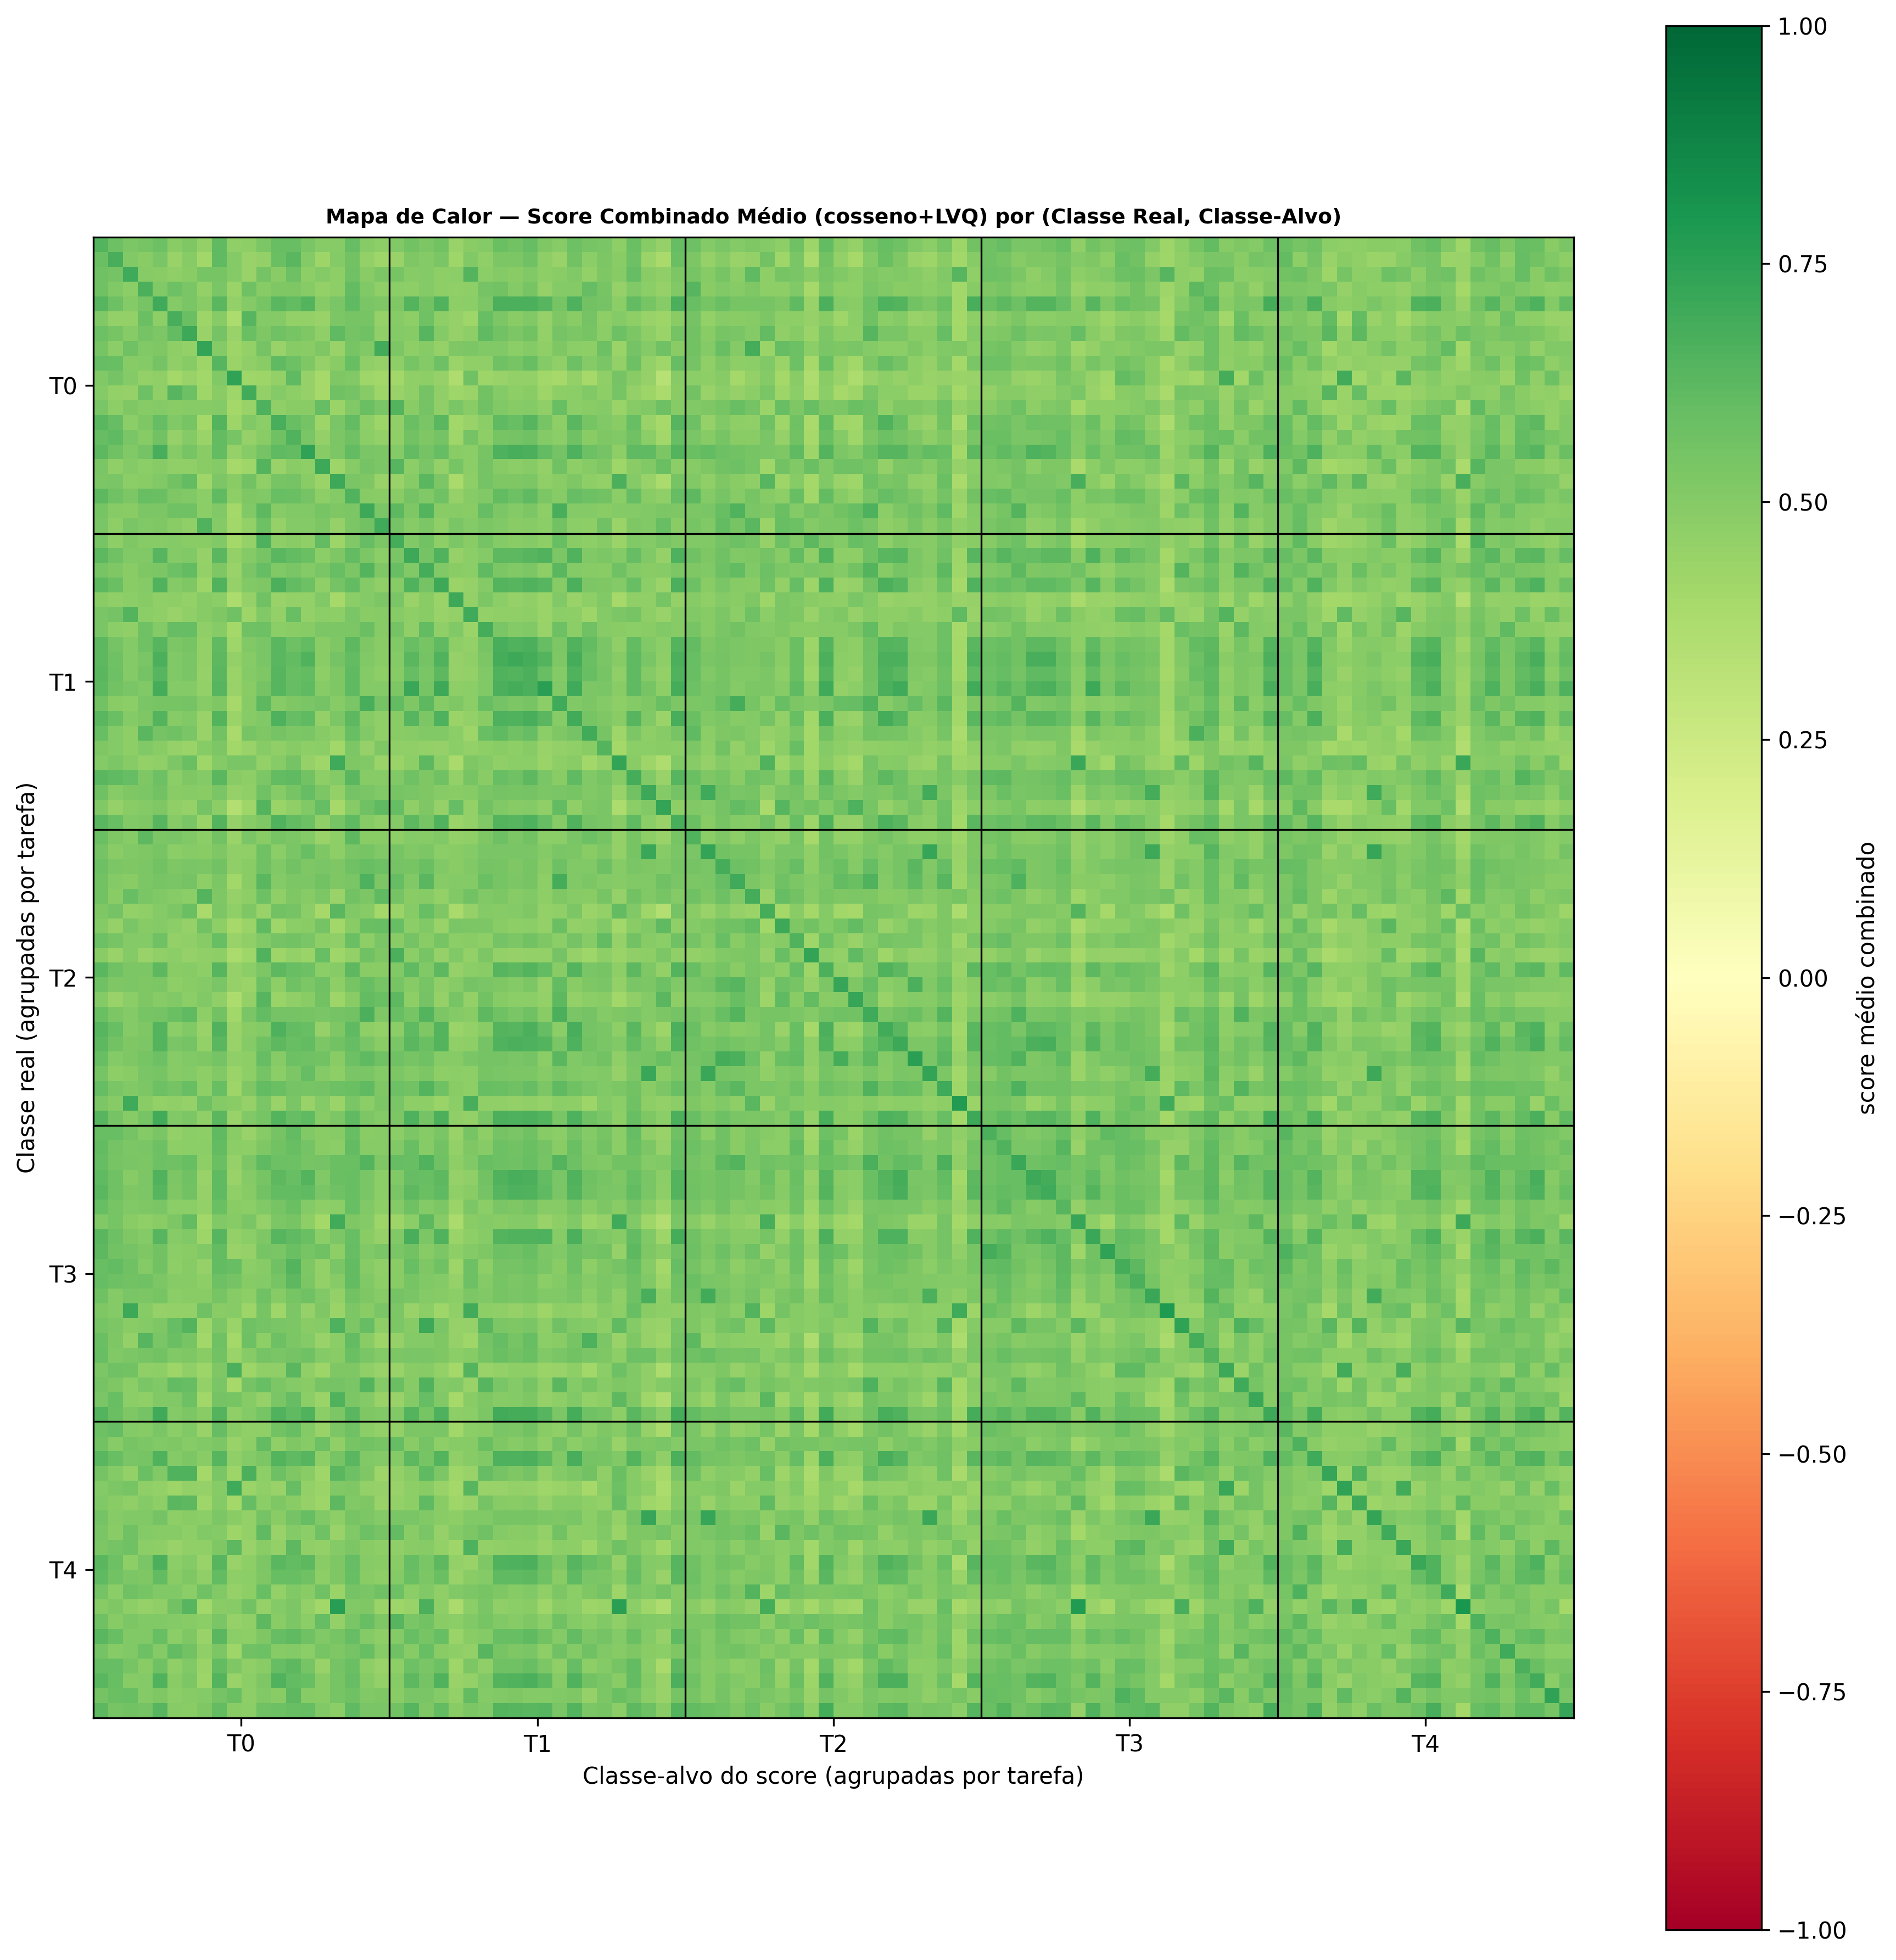 Mapa de Calor — Score Combinado Médio (cosseno+LVQ) por (Classe Real, Classe-Alvo)
Classe real (agrupadas por tarefa)
T0
T1
T2
T3
T4
T0
T1
T2
T3
T4
Classe-alvo do score (agrupadas por tarefa)
1.00
0.75
0.50
0.25
0.00
−0.25
−0.50
−0.75
−1.00
score médio combinado